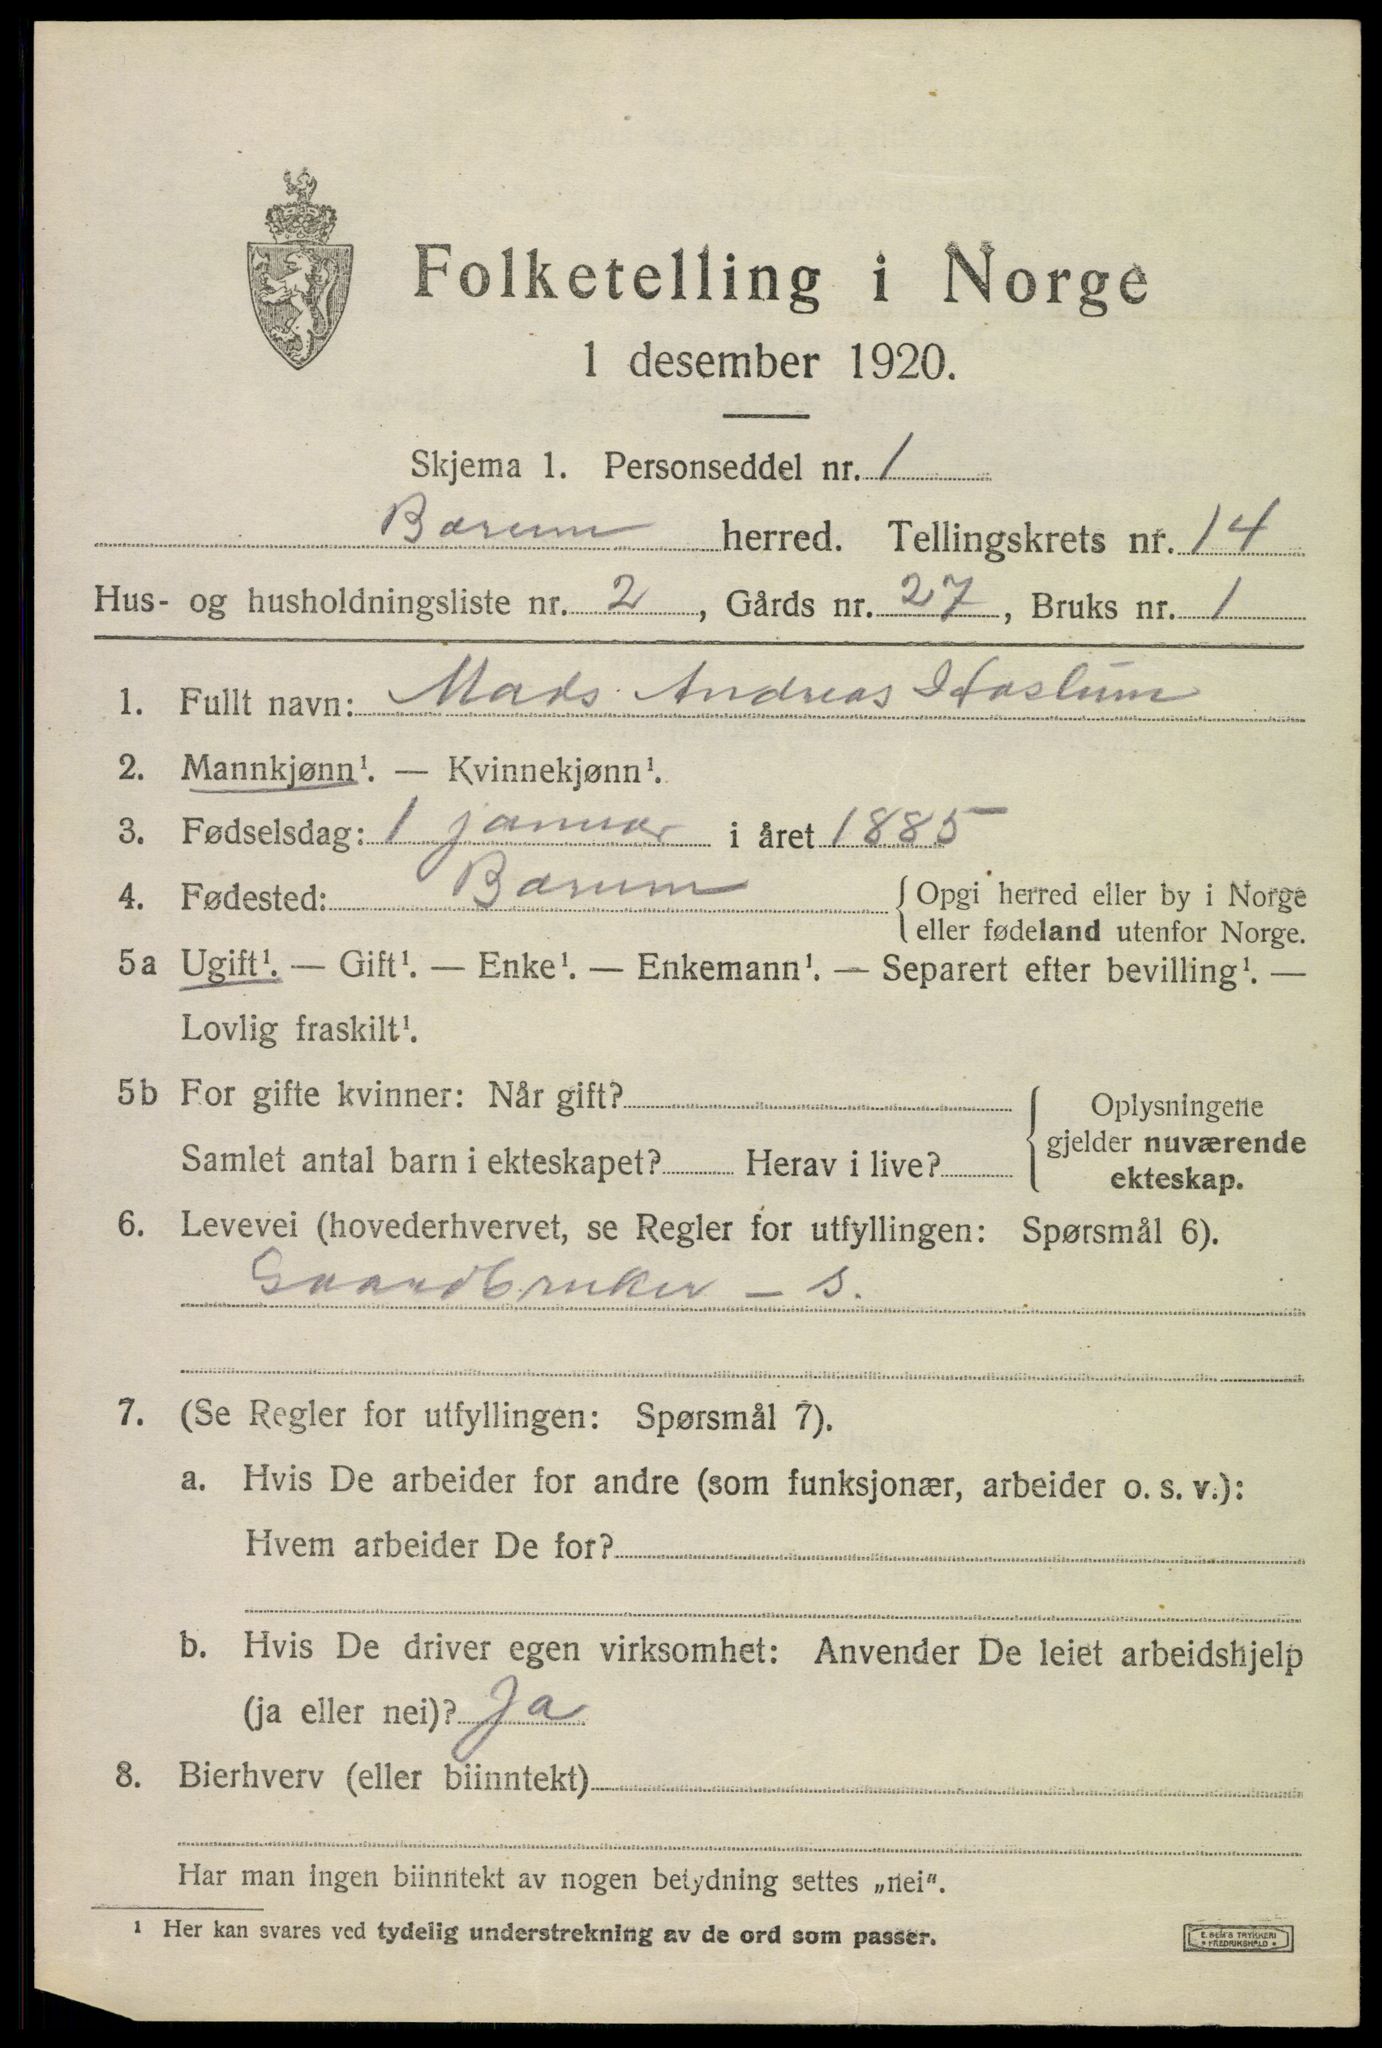 Folketelling i Norge
1 desember 1920.
Skjema 1. Personseddel nr. 1
Bærum herred. Tellingskrets nr. 14
Hus- og husholdningsliste nr. 2, Gårds nr. 27, Bruks nr. 1
1. Fullt navn: Mads Andreas Haslum
2. Mannkjønn¹. — Kvinnekjønn¹.
3. Fødselsdag: 1 januar i året 1885
4. Fødested: Bærum { Opgi herred eller by i Norge
eller fødeland utenfor Norge.
5a Ugift¹. — Gift¹. — Enke¹. — Enkemann¹. — Separert efter bevilling¹. —
Lovlig fraskilt¹.
5b For gifte kvinner: Når gift? { Oplysningene
gjelder nuværende
Samlet antal barn i ekteskapet? Herav i live?
ekteskap.
6. Levevei (hovederhvervet, se Regler for utfyllingen: Spørsmål 6).
Gaardbruker - s.
7. (Se Regler for utfyllingen: Spørsmål 7).
a. Hvis De arbeider for andre (som funksjonær, arbeider o. s. v.):
Hvem arbeider De for?
b. Hvis De driver egen virksomhet: Anvender De leiet arbeidshjelp
(ja eller nei)? Ja
8. Bierhverv (eller biinntekt)
Har man ingen biinntekt av nogen betydning settes „nei".
¹ Her kan svares ved tydelig understrekning av de ord som passer.
E. SEM'S TRYKKERI
FREDRIKSHALD